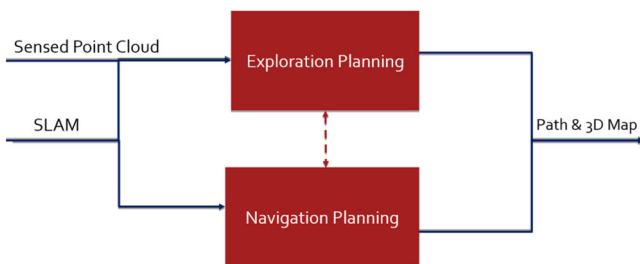 Sensed Point Cloud
Exploration Planning
SLAM
Path & 3D Map
Navigation Planning